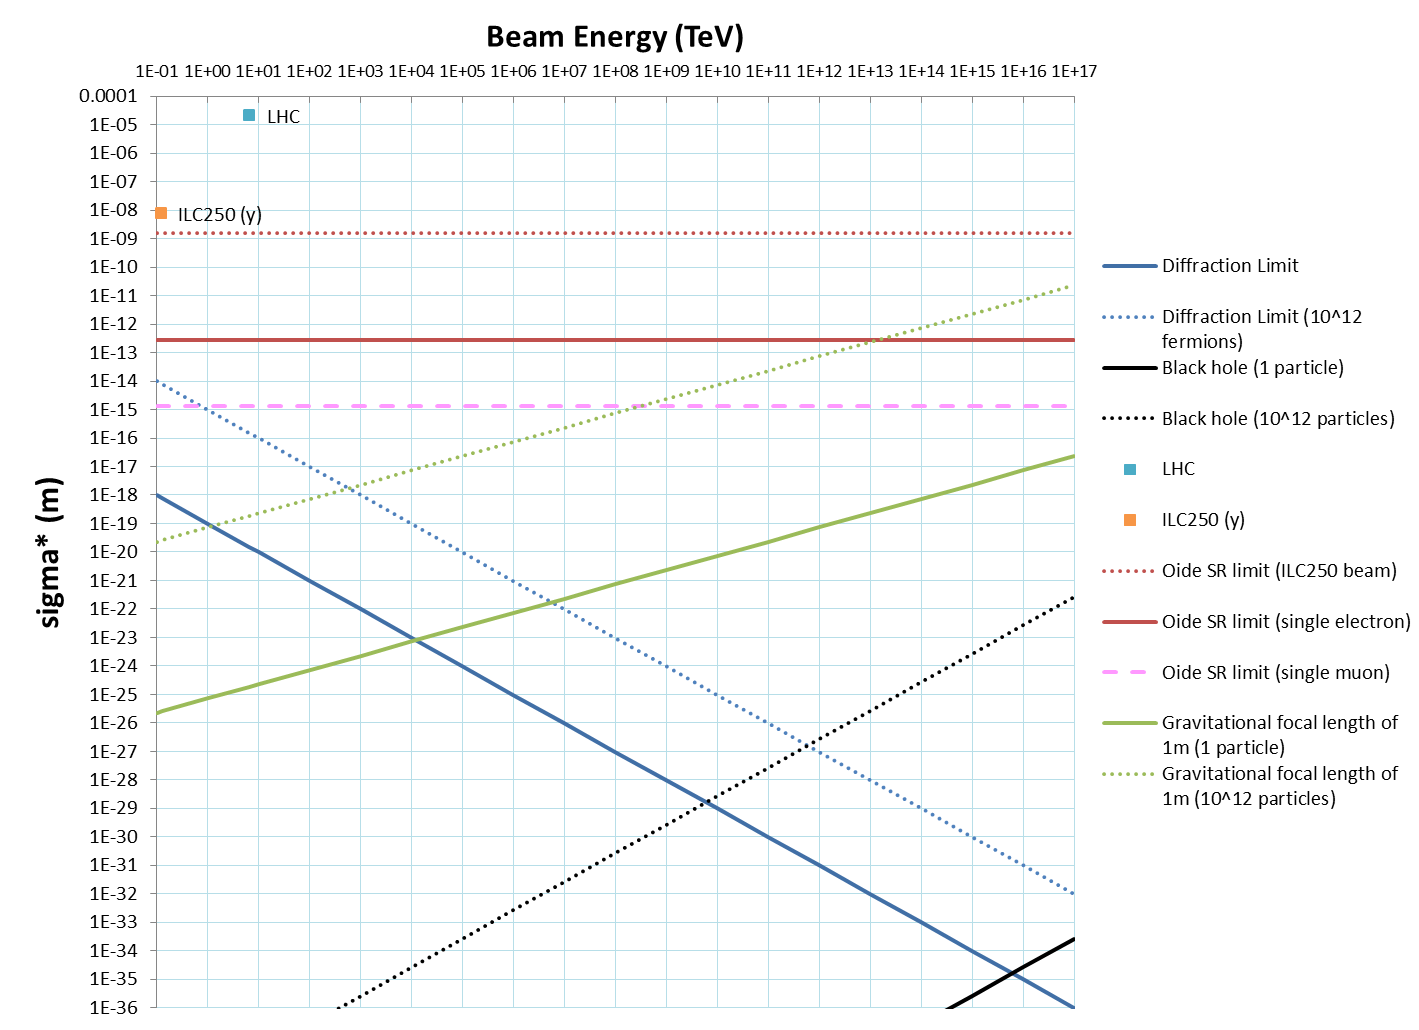 Beam Energy (TeV)
1E-01 1E+00 1E+01 1E+02 1E+03 1E+04 1E+05 1E+06 1E+07 1E+08 1E+09 1E+10 1E+11 1E+12 1E+13 1E+14 1E+15 1E+16 1E+17
0.0001
LHC
1E-05
1E-06
1E-07
1E-08
ILC250 (y)
1E-09
1E-10
1E-11
1E-12
1E-13
1E-14
1E-15
1E-16
1E-17
1E-18
1E-19
1E-20
1E-21
1E-22
1E-23
1E-24
1E-25
1E-26
1E-27
1E-28
1E-29
1E-30
1E-31
1E-32
1E-33
1E-34
1E-35
1E-36
sigma* (m)
Diffraction Limit
Diffraction Limit (10^12
fermions)
Black hole (1 particle)
Black hole (10^12 particles)
LHC
ILC250 (y)
Oide SR limit (ILC250 beam)
Oide SR limit (single electron)
Oide SR limit (single muon)
Gravitational focal length of
1m (1 particle)
Gravitational focal length of
1m (10^12 particles)